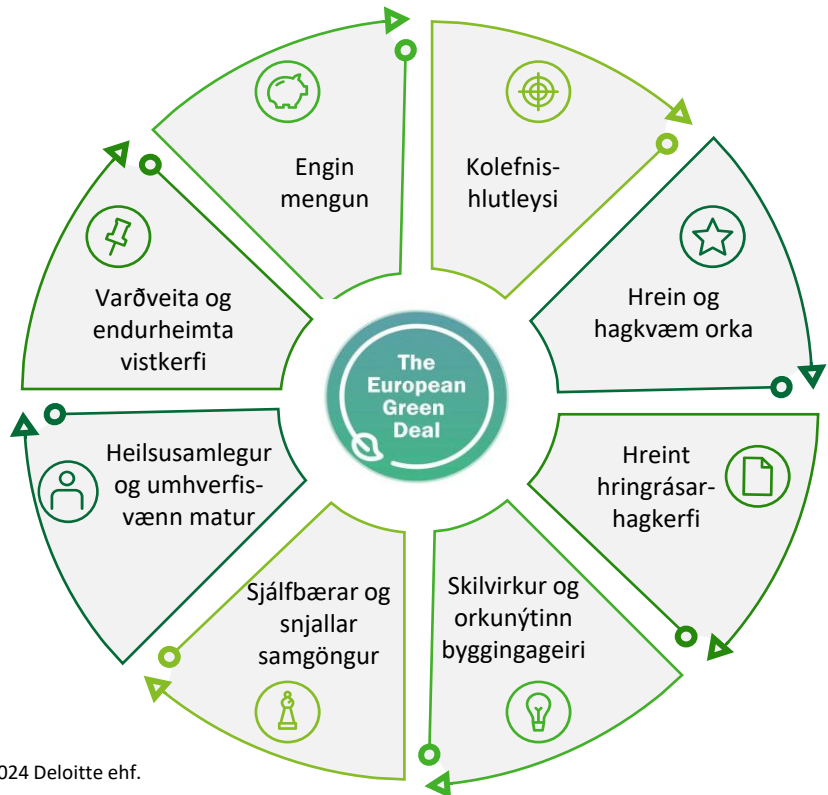 Engin
mengun
Kolefnis-
hlutleysi
Hrein og
hagkvæm orka
Hreint
hringrásar-
hagkerfi
Skilvirkur og
orkunýtinn
byggingageiri
Sjálfbærar og
snjallar
samgöngur
Heilsusamlegur
og umhverfis-
vænn matur
Varðveita og
endurheimta
vistkerfi
The
European
Green
Deal
024 Deloitte ehf.